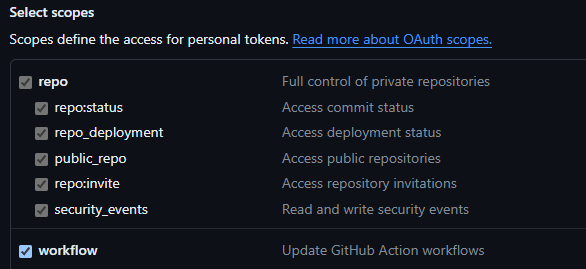 Select scopes
Scopes define the access for personal tokens. Read more about OAuth scopes.
repo Full control of private repositories
repo:status Access commit status
repo_deployment Access deployment status
public_repo Access public repositories
repo:invite Access repository invitations
security_events Read and write security events
workflow Update GitHub Action workflows